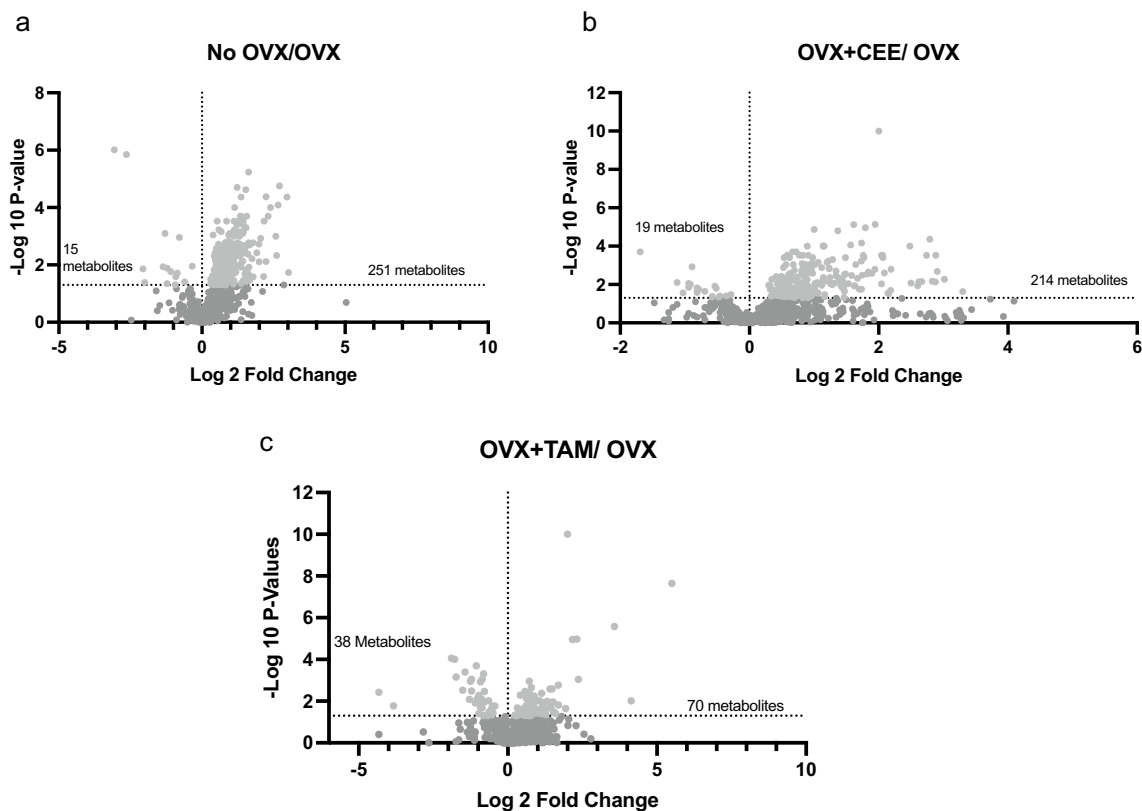 a
No OVX/OVX
8
6
4
2
0
-Log 10 P-value
15
metabolites
251 metabolites
-5
0
5
10
Log 2 Fold Change
b
OVX+CEE/ OVX
12
10
8
6
4
2
0
-Log 10 P-value
19 metabolites
214 metabolites
-2
0
2
4
6
Log 2 Fold Change
c
OVX+TAM/ OVX
12
10
8
6
4
2
0
-Log 10 P-Values
38 Metabolites
70 metabolites
-5
0
5
10
Log 2 Fold Change